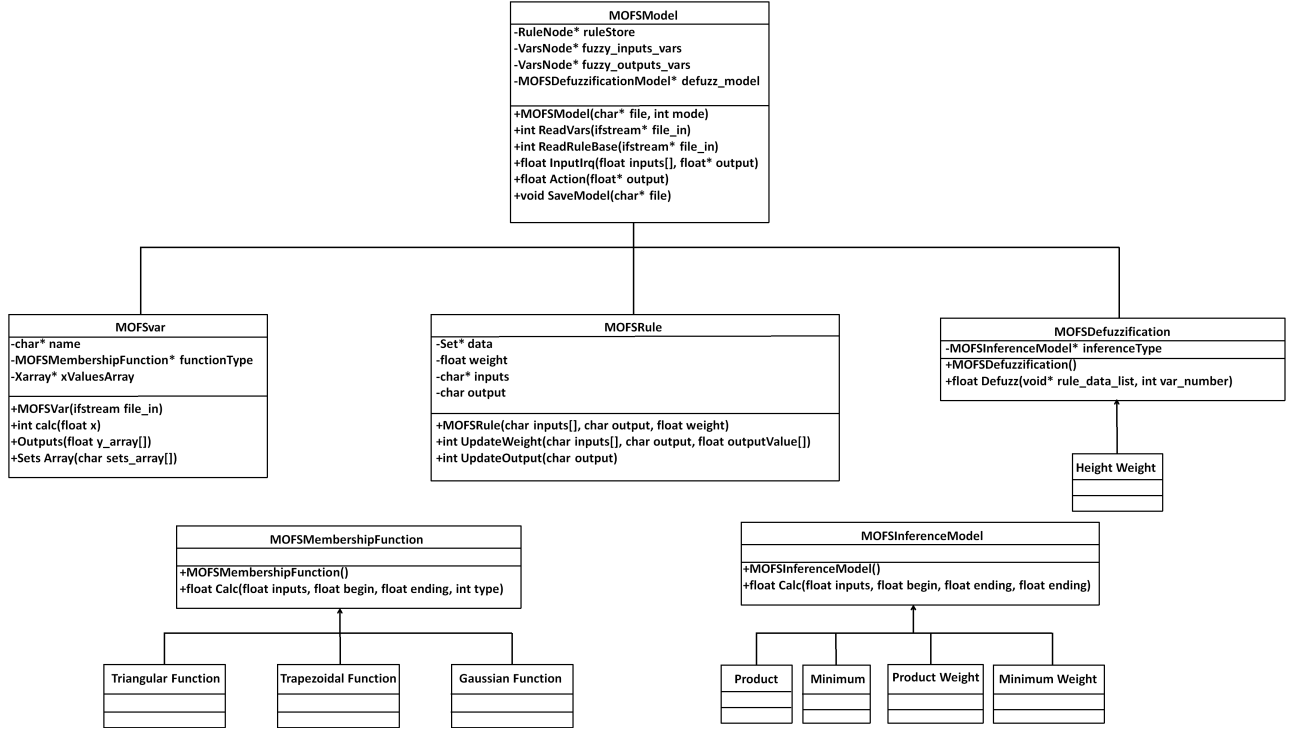 MOFSModel
-RuleNode* ruleStore
-VarsNode* fuzzy_inputs_vars
-VarsNode* fuzzy_outputs_vars
-MOFSDefuzzificationModel* defuzz_model
+MOFSModel(char* file, int mode)
+int ReadVars(ifstream* file_in)
+int ReadRuleBase(ifstream* file_in)
+float InputIrq(float inputs[], float* output)
+float Action(float* output)
+void SaveModel(char* file)
MOFSvar
-char* name
-MOFSMembershipFunction* functionType
-Xarray* xValuesArray
+MOFSVar(ifstream file_in)
+int calc(float x)
+Outputs(float y_array[])
+Sets Array(char sets_array[])
MOFSRule
-Set* data
-float weight
-char* inputs
-char output
+MOFSRule(char inputs[], char output, float weight)
+int UpdateWeight(char inputs[], char output, float outputValue[])
+int UpdateOutput(char output)
MOFSDefuzzification
-MOFSInferenceModel* inferenceType
+MOFSDefuzzification()
+float Defuzz(void* rule_data_list, int var_number)
Height Weight
MOFSMembershipFunction
+MOFSMembershipFunction()
+float Calc(float inputs, float begin, float ending, int type)
Triangular Function
Trapezoidal Function
Gaussian Function
MOFSInferenceModel
+MOFSInferenceModel()
+float Calc(float inputs, float begin, float ending, float ending)
Product
Minimum
Product Weight
Minimum Weight